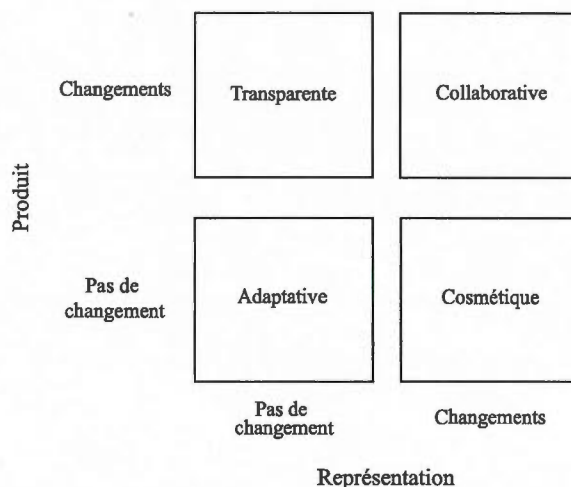 Changements
Transparente
Collaborative
Produit
Pas de
changement
Adaptative
Cosmétique
Pas de
changement
Changements
Représentation